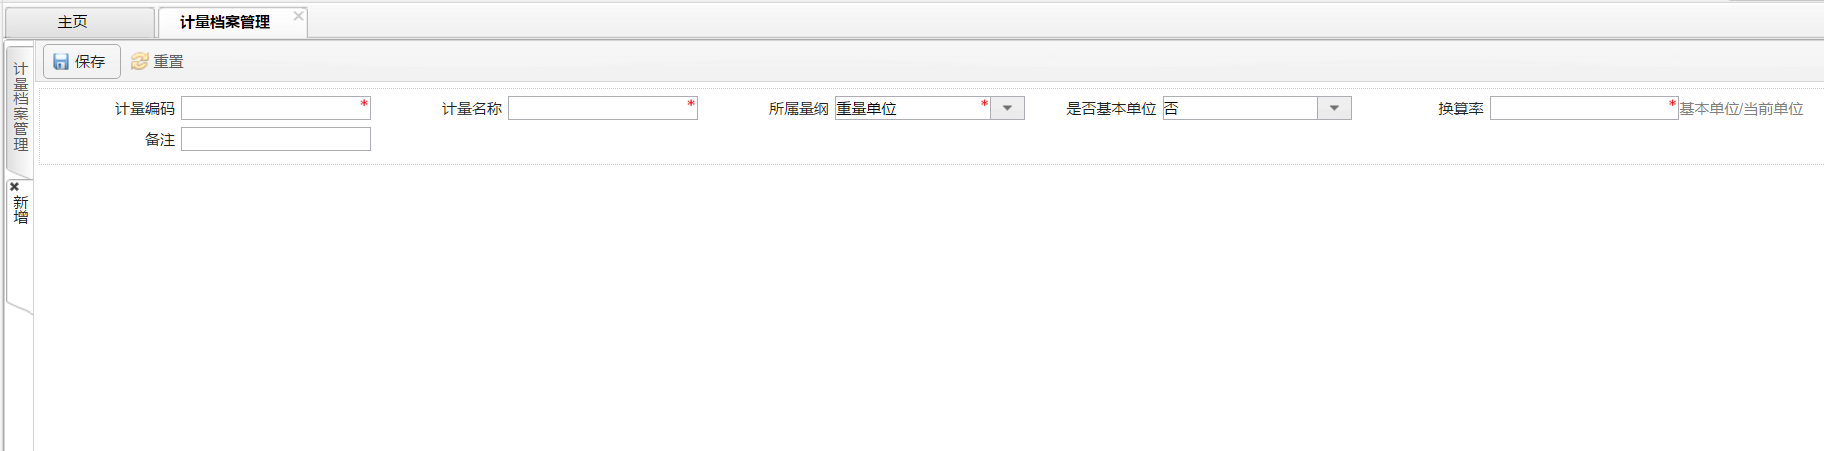 主页
计量档案管理
计量档案管理
新增
保存 重置
计量编码 * 计量名称 * 所属量纲 重量单位 * 是否基本单位 否 换算率 * 基本单位/当前单位
备注